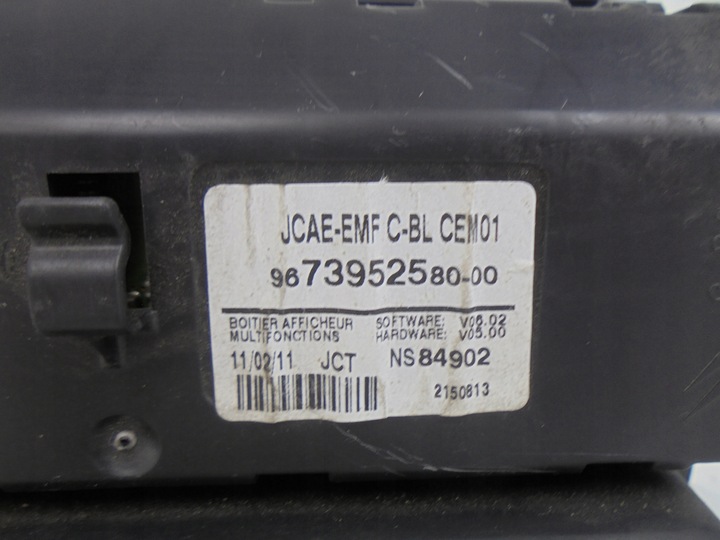 JCAE-EMF C-BL CEM01
9673952580-00
BOITIER AFFICHEUR SOFTWARE: V06.02
MULTIFONCTIONS HARDWARE: V05.00
11/02/11 JCT NS84902
2150813